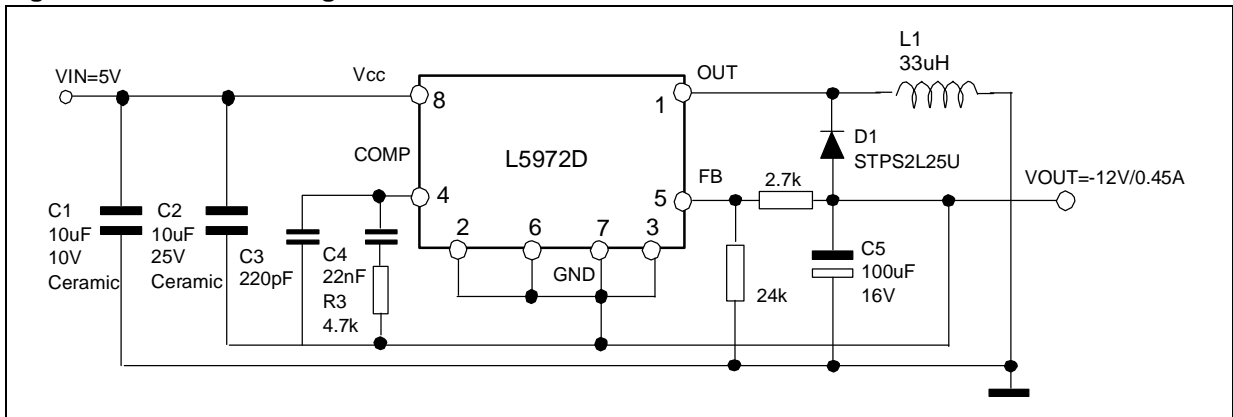 L1
33uH
VIN=5V
Vcc
OUT
8
1
D1
STPS2L25U
COMP
L5972D
FB
2.7k
VOUT=-12V/0.45A
4
5
C1
10uF
10V
Ceramic
C2
10uF
25V
Ceramic
C3
220pF
C4
22nF
R3
4.7k
2
6
7
3
GND
24k
C5
100uF
16V